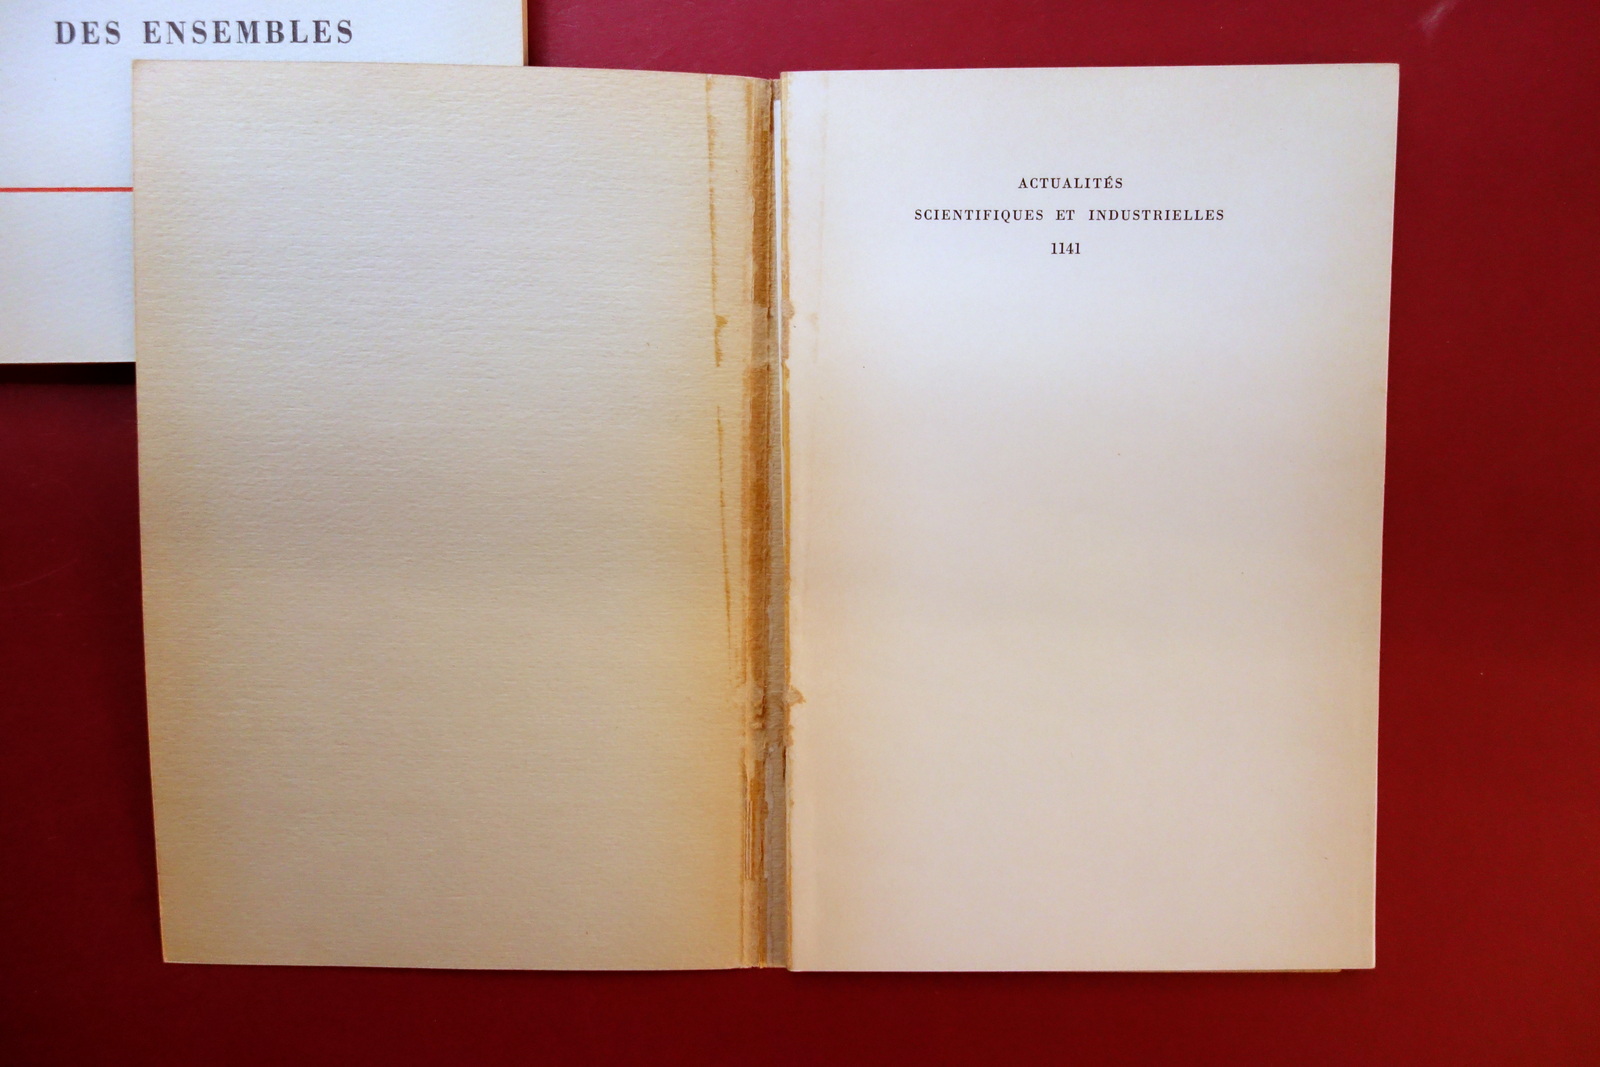 DES ENSEMBLES
ACTUALITÉS
SCIENTIFIQUES ET INDUSTRIELLES
1141